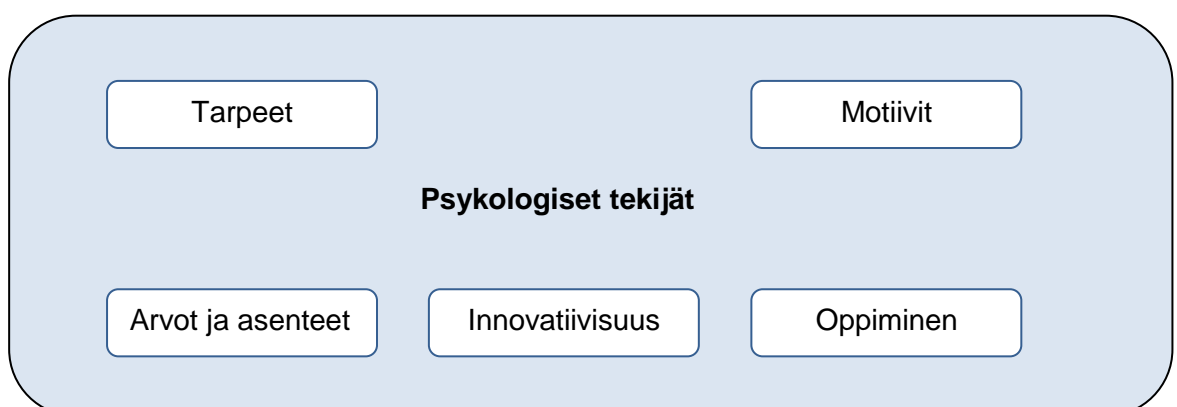 Tarpeet
Motiivit
Psykologiset tekijät
Arvot ja asenteet
Innovatiivisuus
Oppiminen